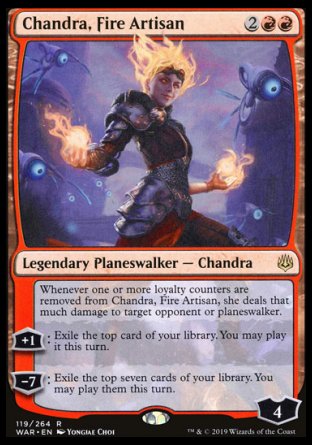 Chandra, Fire Artisan 2
Legendary Planeswalker — Chandra
Whenever one or more loyalty counters are
removed from Chandra, Fire Artisan, she deals that
much damage to target opponent or planeswalker.
+1 : Exile the top card of your library. You may play
it this turn.
-7 : Exile the top seven cards of your library. You
may play them this turn.
4
119/264 R
WAR • EN Yongjae Choi
™ & © 2019 Wizards of the Coast